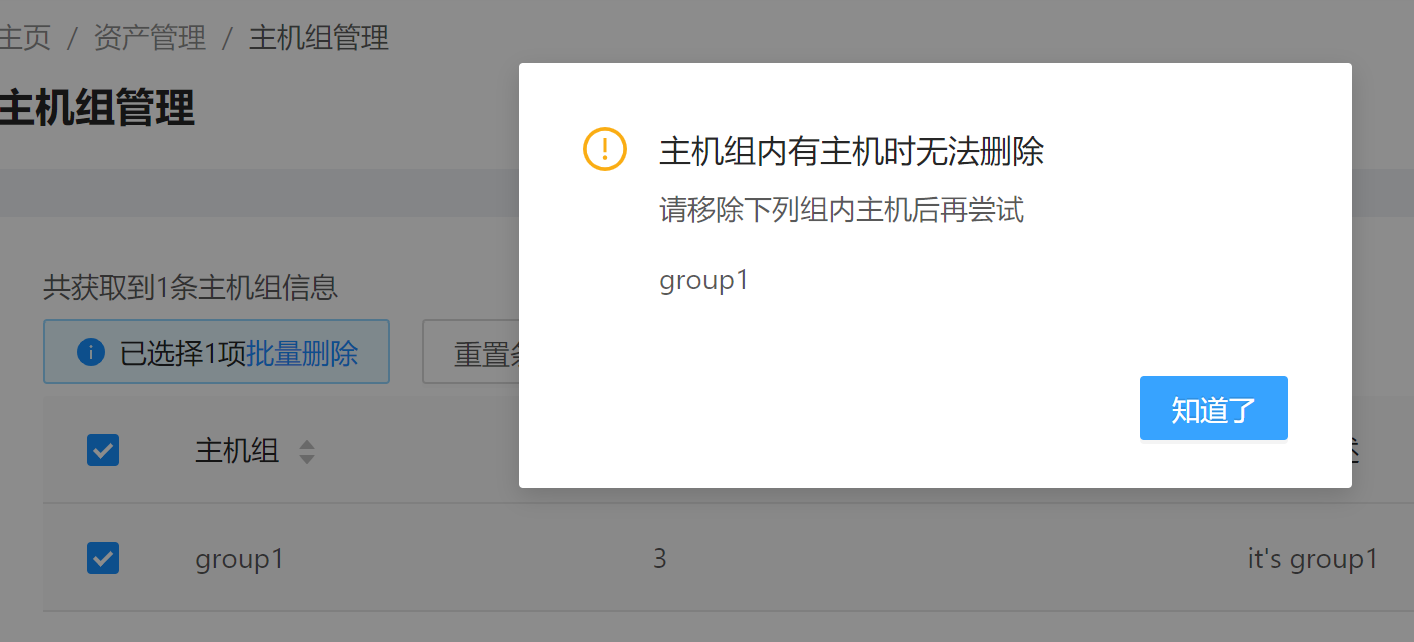 主页 / 资产管理 / 主机组管理
主机组管理
主机组内有主机时无法删除
请移除下列组内主机后再尝试
group1
知道了
共获取到1条主机组信息
已选择1项批量删除
重置
主机组
group1 3 it's group1